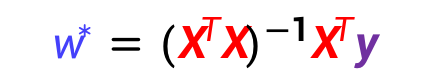 w* = (XᵀX)⁻¹Xᵀy